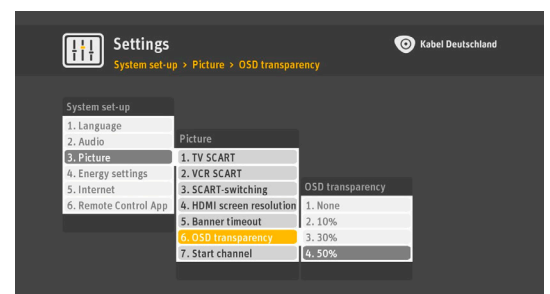 Settings
System set-up > Picture > OSD transparency
Kabel Deutschland
System set-up
1. Language
2. Audio
3. Picture
4. Energy settings
5. Internet
6. Remote Control App
Picture
1. TV SCART
2. VCR SCART
3. SCART-switching
4. HDMI screen resolution
5. Banner timeout
6. OSD transparency
7. Start channel
OSD transparency
1. None
2. 10%
3. 30%
4. 50%